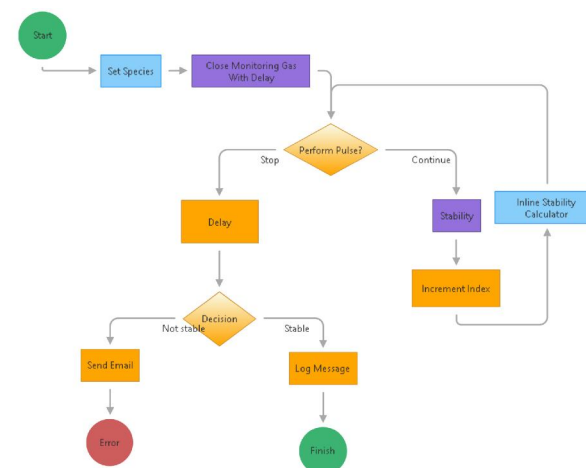 Start
Set Species
Close Monitoring Gas
With Delay
Perform Pulse?
Stop
Continue
Delay
Stability
Inline Stability
Calculator
Increment Index
Decision
Not stable
Stable
Send Email
Log Message
Error
Finish